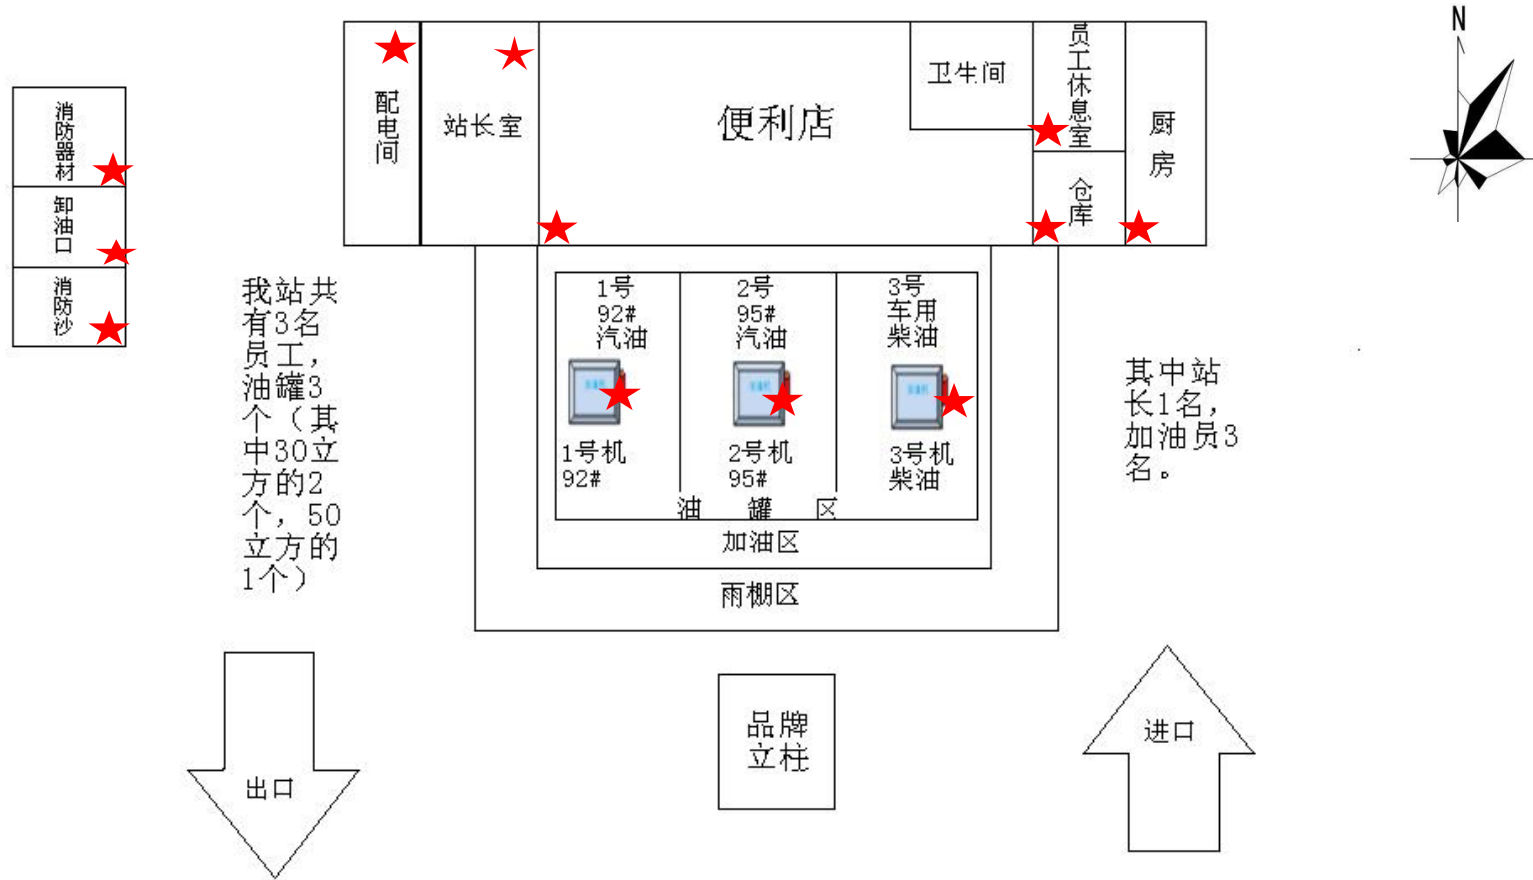 N
消防器材
卸油口
消防沙
配电间
站长室
便利店
卫生间
员工休息室
仓库
厨房
我站共
有3名
员工，
油罐3
个（其
中30立
方的2
个，50
立方的
1个）
1号
92#
汽油
2号
95#
汽油
3号
车用
柴油
1号机
92#
2号机
95#
3号机
柴油
油罐区
加油区
雨棚区
其中站
长1名，
加油员3
名。
出口
品牌
立柱
进口